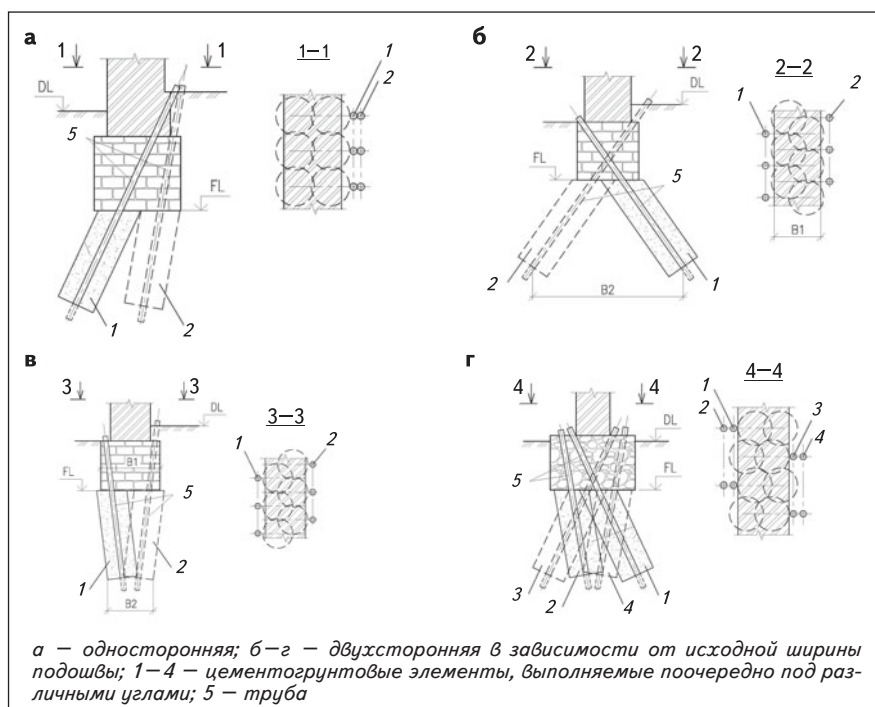 а
1 1
1–1
1
2
DL
5
FL
1
2
б
2 2
2–2
1
2
DL
FL
5
B1
2
1
B2
в
3 3
3–3
DL
1
2
B1
FL
5
1
2
B2
г
4 4
4–4
1
2
3
4
DL
FL
5
3
2
4
1
а – односторонняя; б–г – двухсторонняя в зависимости от исходной ширины
подошвы; 1–4 – цементогрунтовые элементы, выполняемые поочередно под раз-
личными углами; 5 – труба